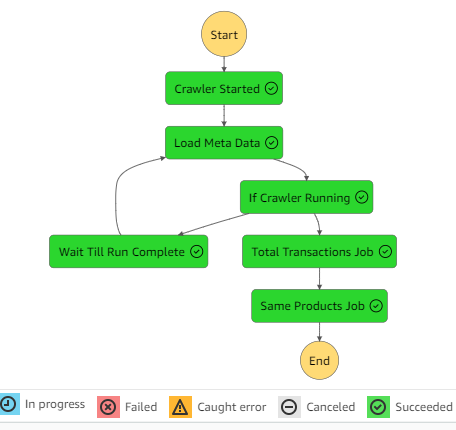 Start
Crawler Started
Load Meta Data
If Crawler Running
Wait Till Run Complete
Total Transactions Job
Same Products Job
End
In progress
Failed
Caught error
Canceled
Succeeded